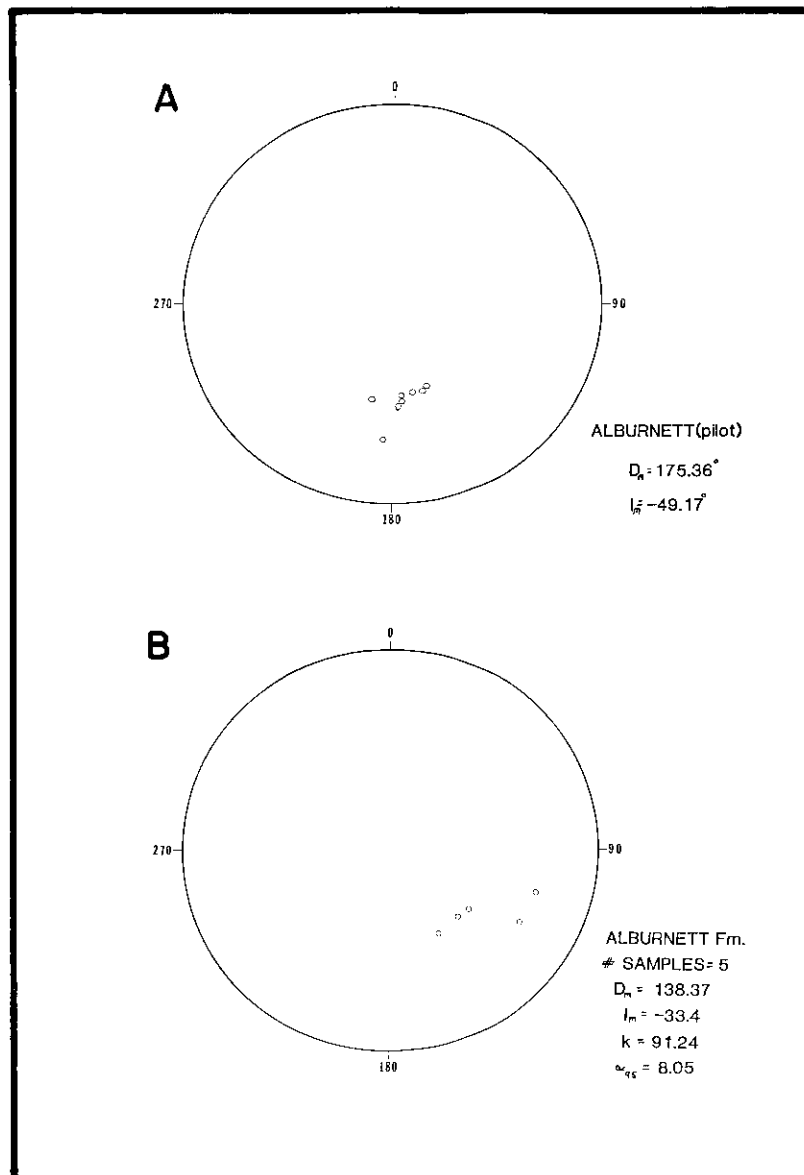 A
0
270
90
180
ALBURNETT(pilot)
Dₘ = 175.36°
Iₘ = -49.17°
B
0
270
90
180
ALBURNETT Fm.
# SAMPLES = 5
Dₘ = 138.37
Iₘ = -33.4
k = 91.24
α₉₅ = 8.05